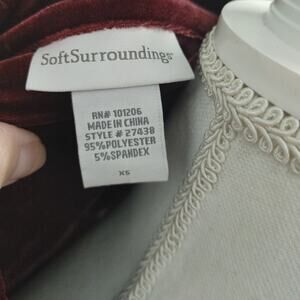 SoftSurroundings
RN# 101206
MADE IN CHINA
STYLE # 27438
95%POLYESTER
5%SPANDEX
XS